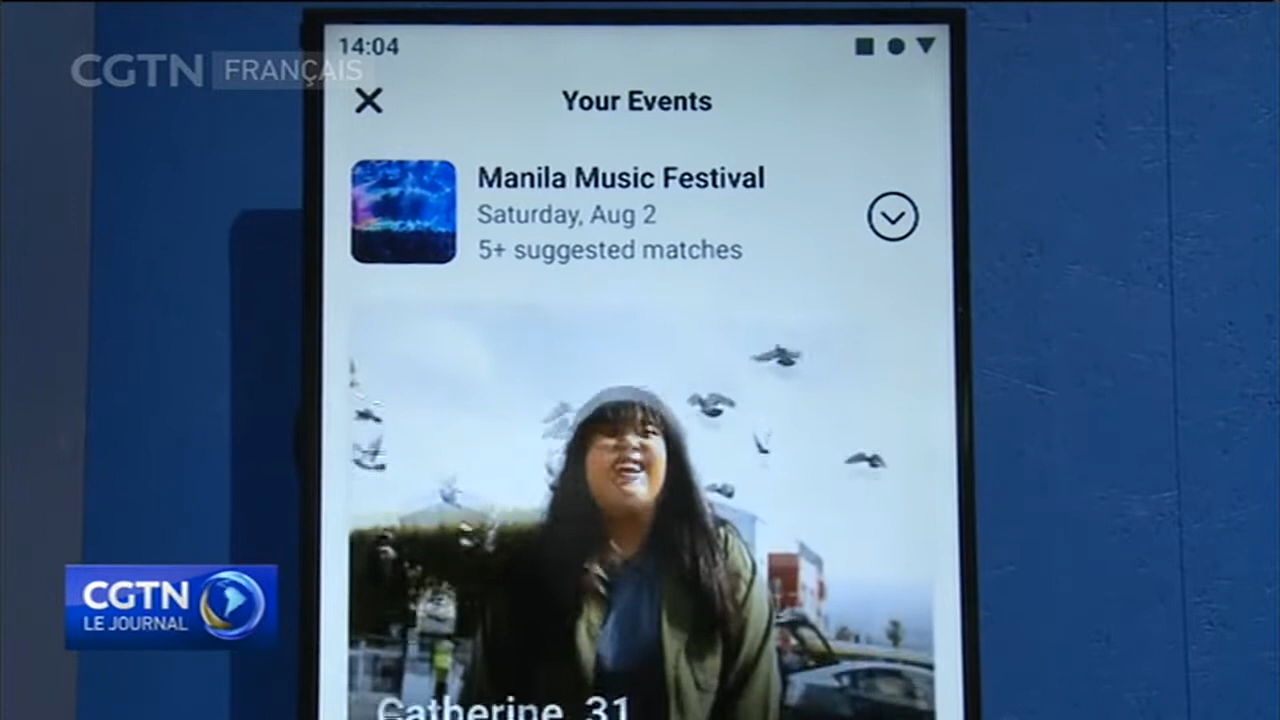 CGTN FRANÇAIS
14:04
Your Events
Manila Music Festival
Saturday, Aug 2
5+ suggested matches
Catherine, 31
CGTN
LE JOURNAL